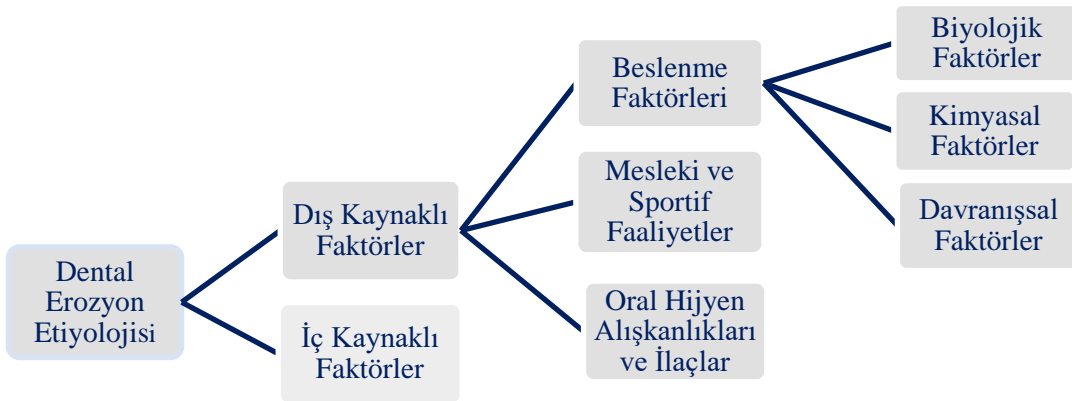 Dental
Erozyon
Etiyolojisi
Dış Kaynaklı
Faktörler
İç Kaynaklı
Faktörler
Beslenme
Faktörleri
Mesleki ve
Sportif
Faaliyetler
Oral Hijyen
Alışkanlıkları
ve İlaçlar
Biyolojik
Faktörler
Kimyasal
Faktörler
Davranışsal
Faktörler